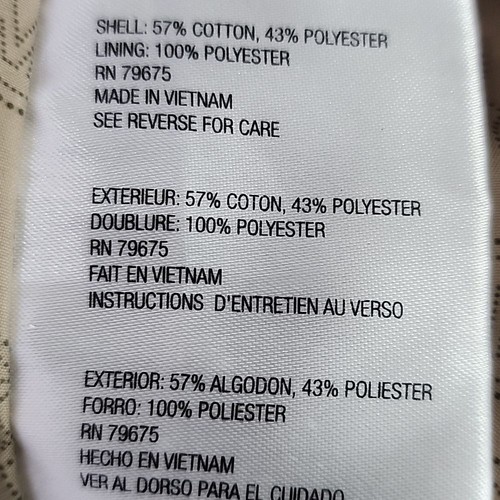 SHELL: 57% COTTON, 43% POLYESTER
LINING: 100% POLYESTER
RN 79675
MADE IN VIETNAM
SEE REVERSE FOR CARE
EXTERIEUR: 57% COTON, 43% POLYESTER
DOUBLURE: 100% POLYESTER
RN 79675
FAIT EN VIETNAM
INSTRUCTIONS D'ENTRETIEN AU VERSO
EXTERIOR: 57% ALGODON, 43% POLIESTER
FORRO: 100% POLIESTER
RN 79675
HECHO EN VIETNAM
VER AL DORSO PARA EL CUIDADO